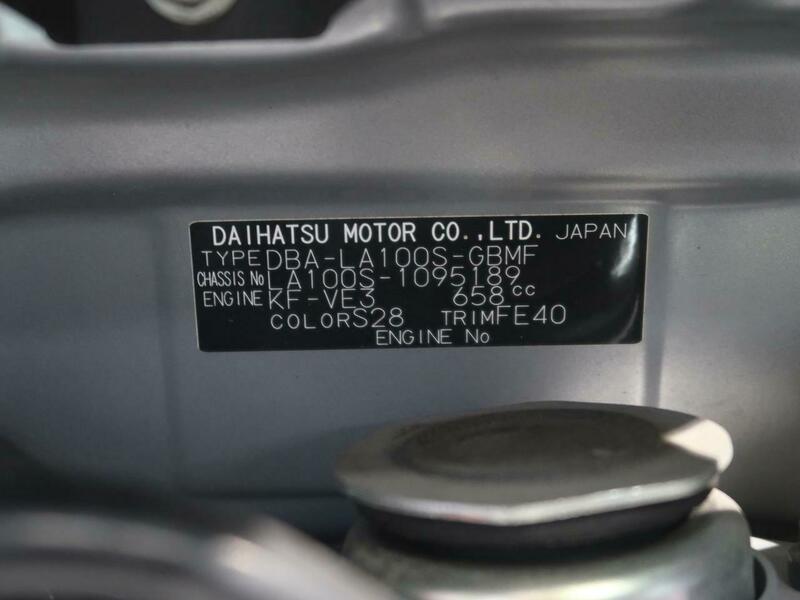 DAIHATSU MOTOR CO.,LTD. JAPAN
TYPE DBA-LA100S-GBMF
CHASSIS No LA100S-1095189
ENGINE KF-VE3 658cc
COLOR S28 TRIM FE40
ENGINE No